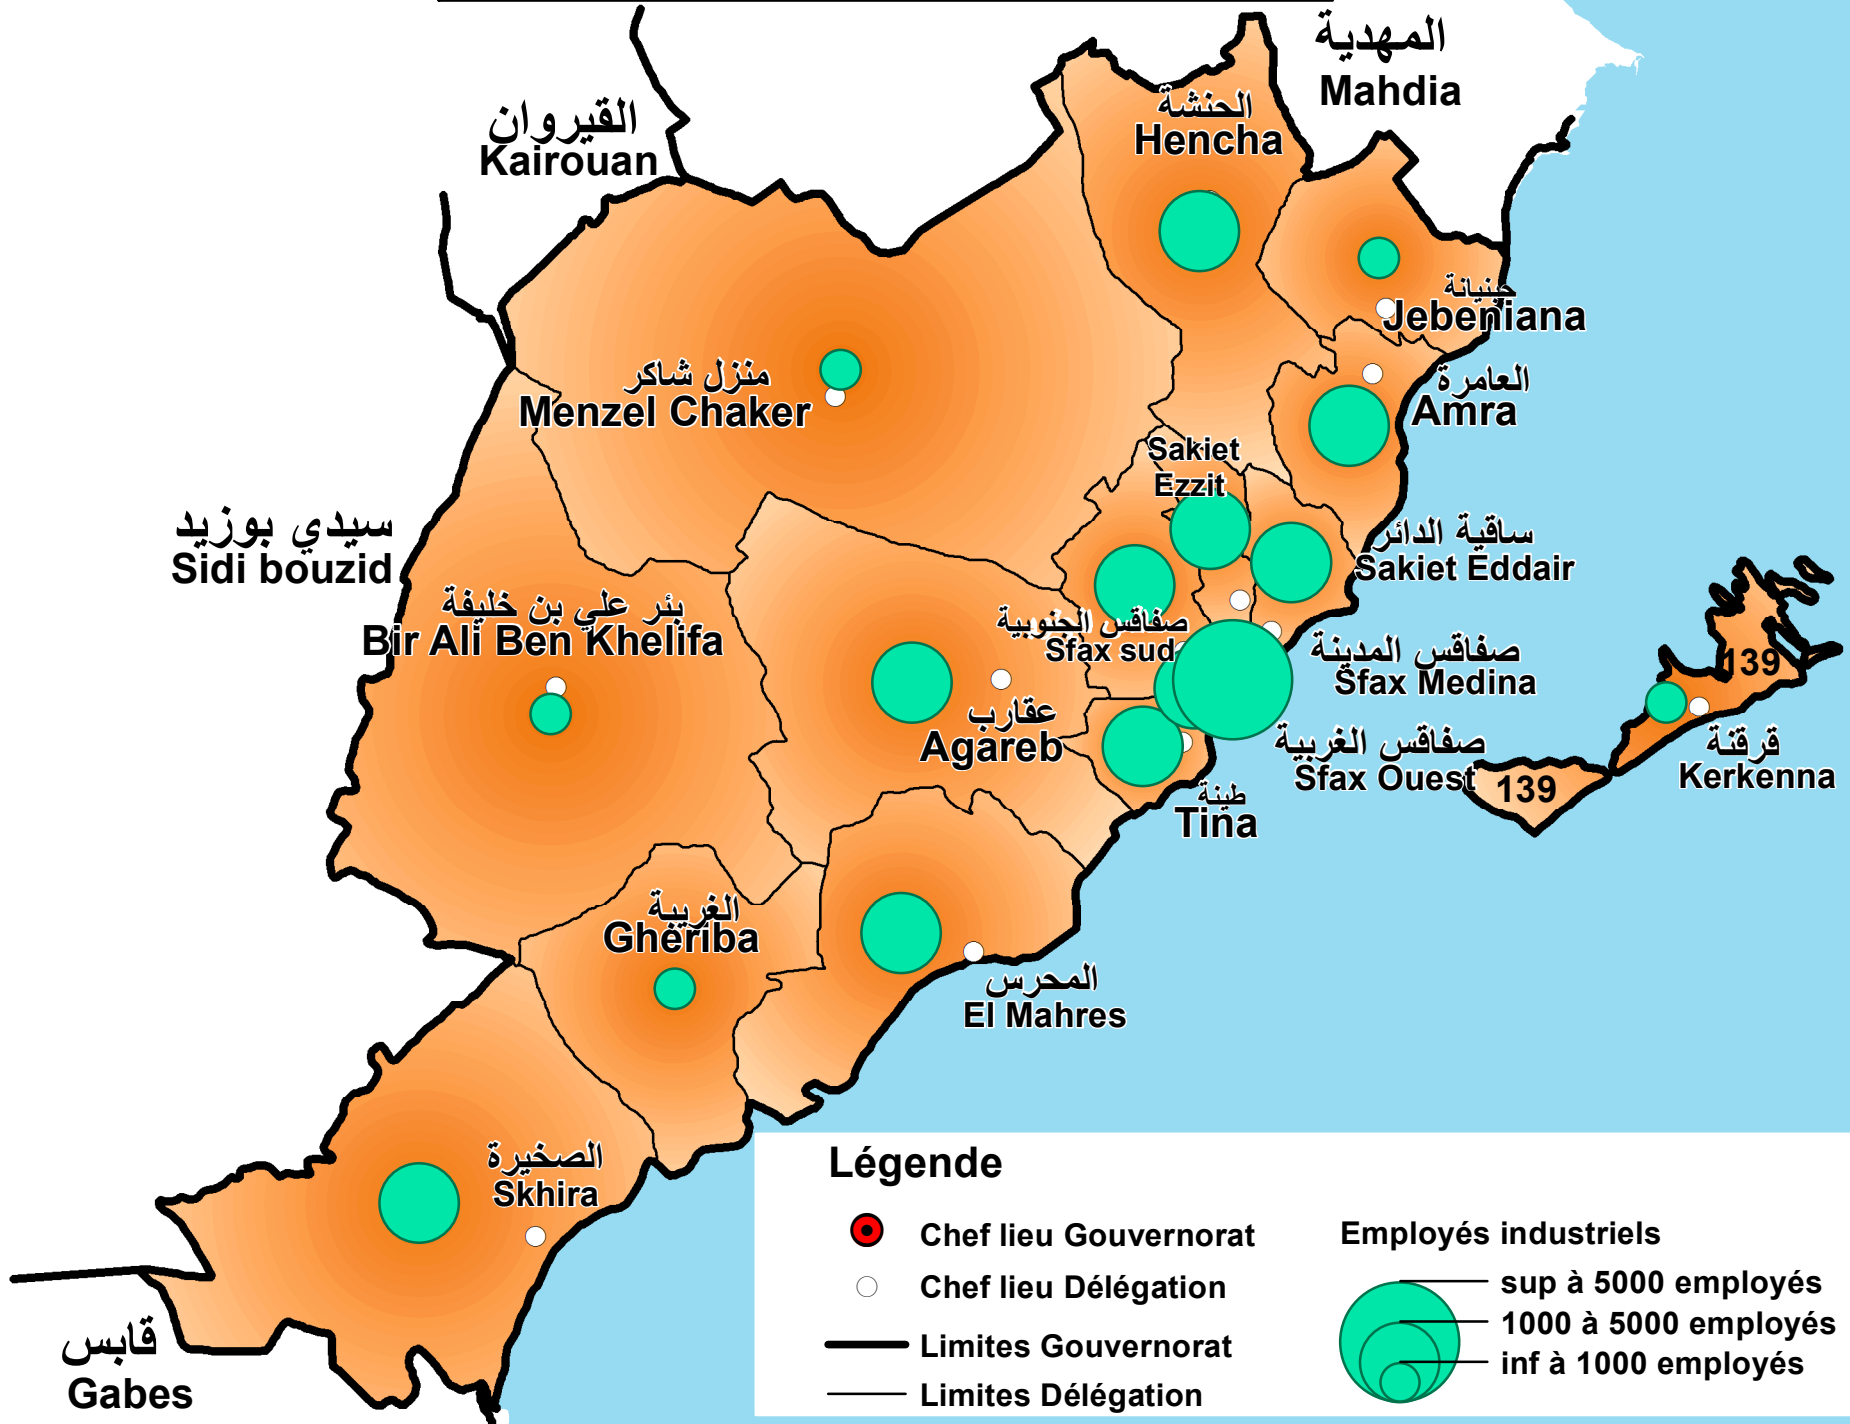 المهدية
Mahdia
القيروان
Kairouan
الحنشة
Hencha
جبنيانة
Jebeniana
منزل شاكر
Menzel Chaker
العامرة
Amra
Sakiet
Ezzit
سيدي بوزيد
Sidi bouzid
ساقية الدائر
Sakiet Eddair
بئر علي بن خليفة
Bir Ali Ben Khelifa
صفاقس الجنوبية
Sfax sud
صفاقس المدينة
Sfax Medina
139
عقارب
Agareb
صفاقس الغربية
Sfax Ouest
139
قرقنة
Kerkenna
طينة
Tina
الغريبة
Gheriba
المحرس
El Mahres
الصخيرة
Skhira
قابس
Gabes
Légende
Chef lieu Gouvernorat
Chef lieu Délégation
Limites Gouvernorat
Limites Délégation
Employés industriels
sup à 5000 employés
1000 à 5000 employés
inf à 1000 employés